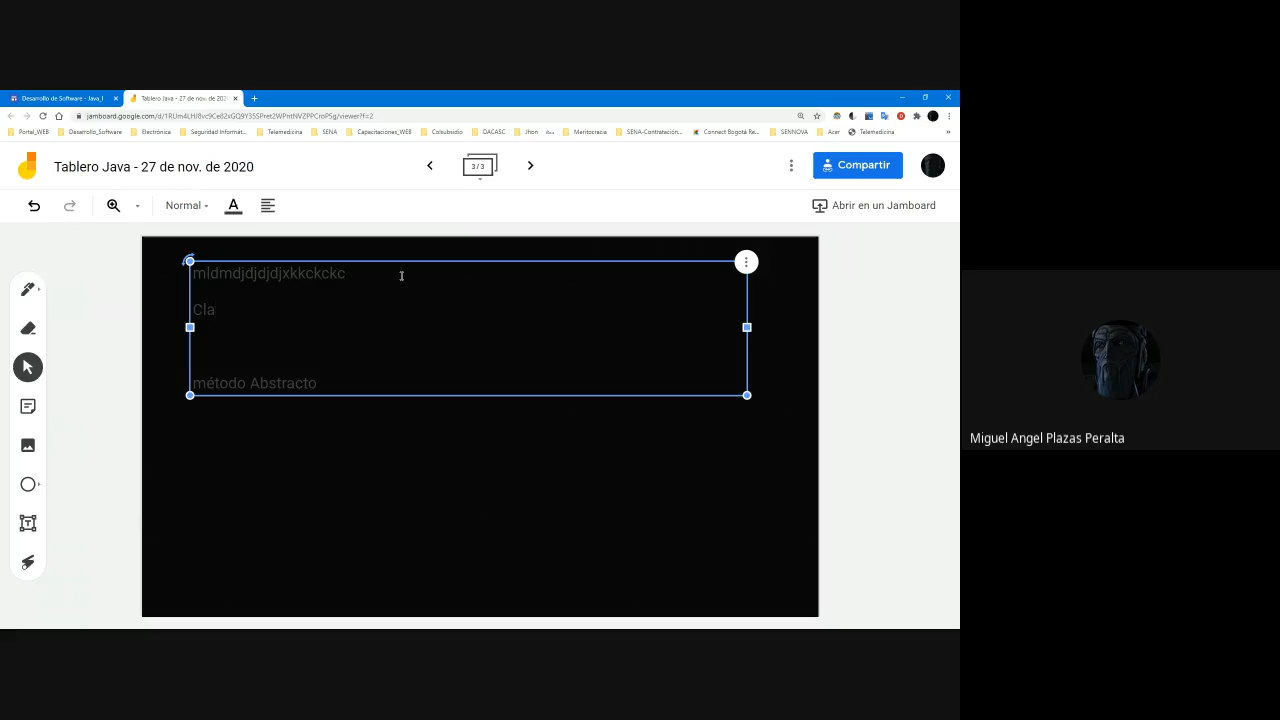 Desarrollo de Software - Java_I
Tablero Java - 27 de nov. de 202
Portal_WEB
Desarrollo_Software
Electrónica
Seguridad Informát...
Telemedicina
SENA
Capacitaciones_WEB
Colsubsidio
OACASC
Jhon
Meritocracia
SENA-Contratación...
Connect Bogotá Re...
SENNOVA
Acer
Telemedicina
»
Tablero Java - 27 de nov. de 2020
3 / 3
Compartir
Normal
A
Abrir en un Jamboard
mldmdjdjdjdjxkkckckc
Cla
método Abstracto
Miguel Angel Plazas Peralta